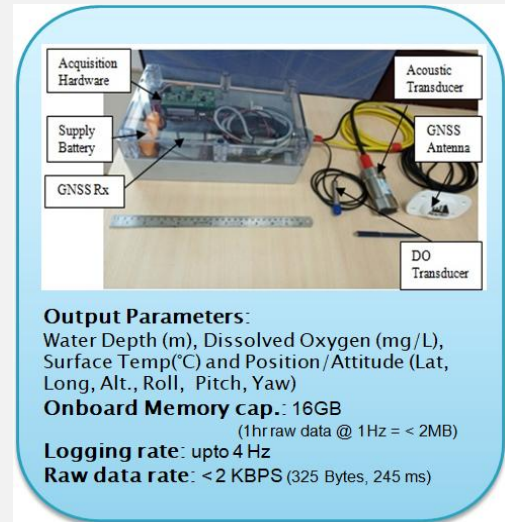 Acquisition
Hardware
Supply
Battery
GNSS Rx
Acoustic
Transducer
GNSS
Antenna
DO
Transducer
Output Parameters:
Water Depth (m), Dissolved Oxygen (mg/L),
Surface Temp(°C) and Position/Attitude (Lat,
Long, Alt., Roll, Pitch, Yaw)
Onboard Memory cap.: 16GB
(1hr raw data @ 1Hz = < 2MB)
Logging rate: upto 4 Hz
Raw data rate: <2 KBPS (325 Bytes, 245 ms)